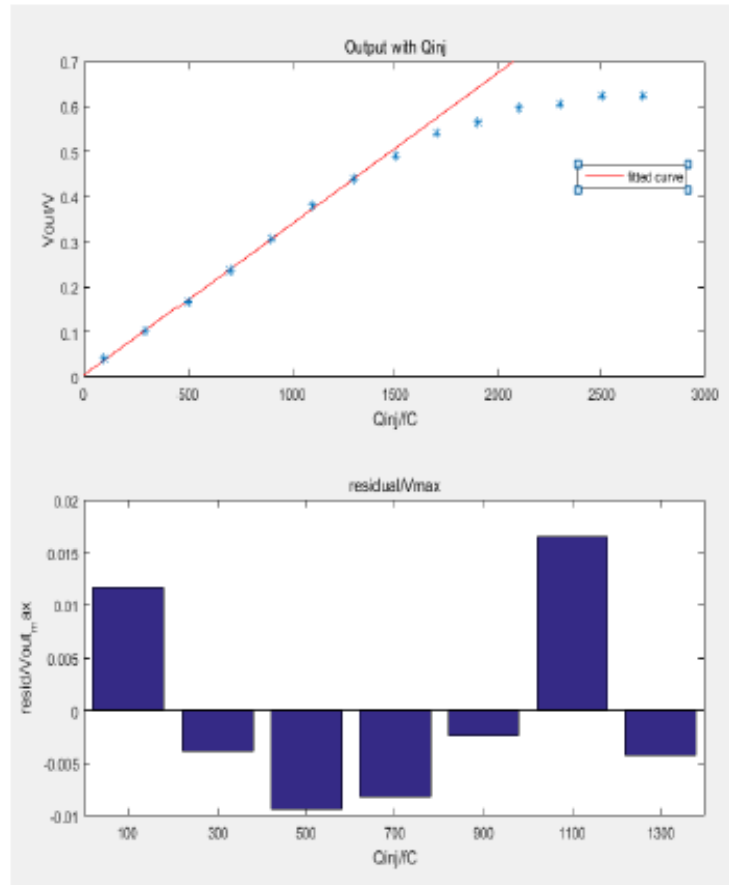 Output with Qinj
0.7
0.6
0.5
0.4
0.3
0.2
0.1
0
Vout/V
fitted curve
0 500 1000 1500 2000 2500 3000
Qinj/fC
residual/Vmax
0.02
0.015
0.01
0.005
0
-0.005
-0.01
resid/Vout_max
100 300 500 700 900 1100 1300
Qinj/fC